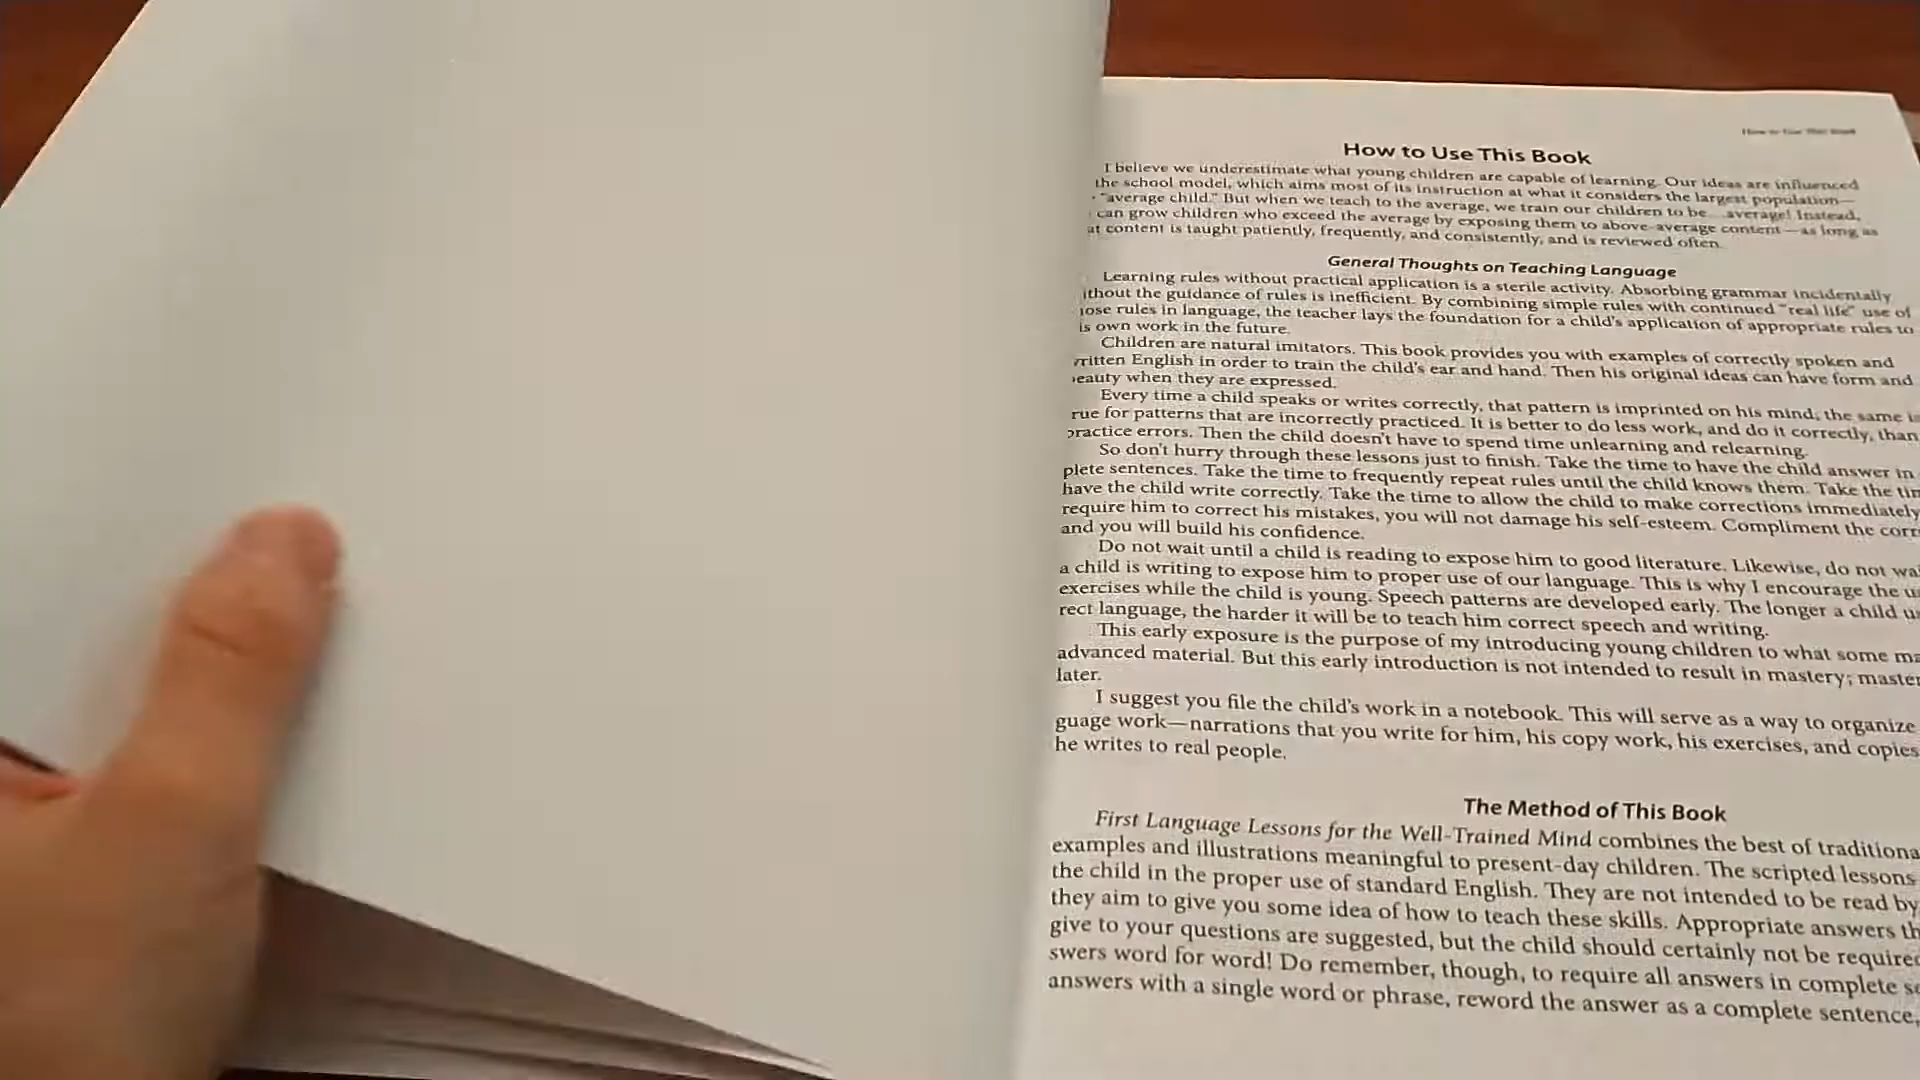 How to Use This Book
How to Use This Book
I believe we underestimate what young children are capable of learning. Our ideas are influenced
the school model, which aims most of its instruction at what it considers the largest population—
"average child." But when we teach to the average, we train our children to be...average! Instead,
can grow children who exceed the average by exposing them to above-average content—as long as
at content is taught patiently, frequently, and consistently, and is reviewed often.
General Thoughts on Teaching Language
Learning rules without practical application is a sterile activity. Absorbing grammar incidentally
ithout the guidance of rules is inefficient. By combining simple rules with continued "real life" use of
ose rules in language, the teacher lays the foundation for a child's application of appropriate rules to
is own work in the future.
Children are natural imitators. This book provides you with examples of correctly spoken and
ritten English in order to train the child's ear and hand. Then his original ideas can have form and
eauty when they are expressed.
Every time a child speaks or writes correctly, that pattern is imprinted on his mind; the same is
rue for patterns that are incorrectly practiced. It is better to do less work, and do it correctly, than
practice errors. Then the child doesn't have to spend time unlearning and relearning.
So don't hurry through these lessons just to finish. Take the time to have the child answer in
plete sentences. Take the time to frequently repeat rules until the child knows them. Take the tim
have the child write correctly. Take the time to allow the child to make corrections immediately
require him to correct his mistakes, you will not damage his self-esteem. Compliment the corr
and you will build his confidence.
Do not wait until a child is reading to expose him to good literature. Likewise, do not wai
a child is writing to expose him to proper use of our language. This is why I encourage the u
exercises while the child is young. Speech patterns are developed early. The longer a child u
rect language, the harder it will be to teach him correct speech and writing.
This early exposure is the purpose of my introducing young children to what some ma
advanced material. But this early introduction is not intended to result in mastery; master
later.
I suggest you file the child's work in a notebook. This will serve as a way to organize
guage work—narrations that you write for him, his copy work, his exercises, and copies
he writes to real people.
The Method of This Book
First Language Lessons for the Well-Trained Mind combines the best of traditiona
examples and illustrations meaningful to present-day children. The scripted lessons
the child in the proper use of standard English. They are not intended to be read by
they aim to give you some idea of how to teach these skills. Appropriate answers th
give to your questions are suggested, but the child should certainly not be required
swers word for word! Do remember, though, to require all answers in complete se
answers with a single word or phrase, reword the answer as a complete sentence,